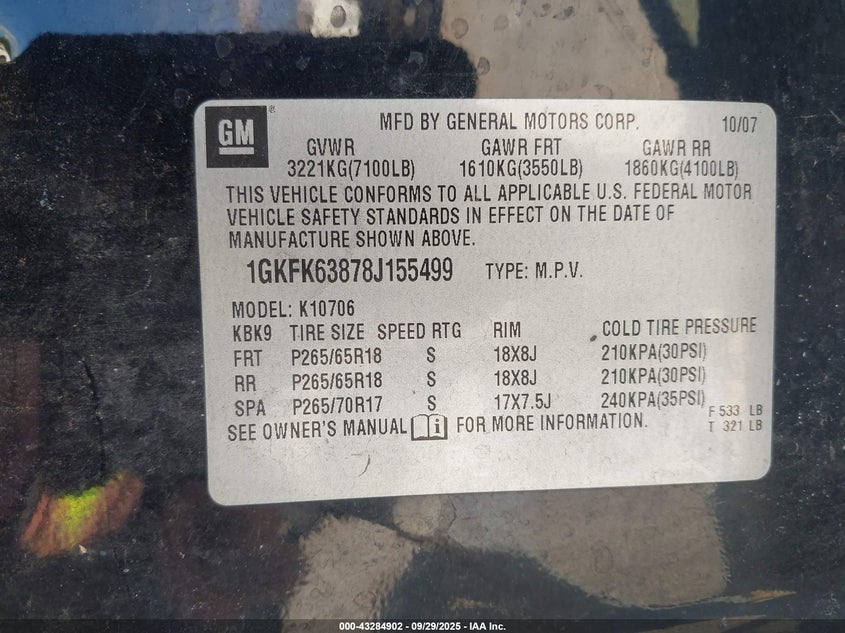 GM ®
MFD BY GENERAL MOTORS CORP. 10/07
GVWR GAWR FRT GAWR RR
3221KG(7100LB) 1610KG(3550LB) 1860KG(4100LB)
THIS VEHICLE CONFORMS TO ALL APPLICABLE U.S. FEDERAL MOTOR
VEHICLE SAFETY STANDARDS IN EFFECT ON THE DATE OF
MANUFACTURE SHOWN ABOVE.
1GKFK63878J155499 TYPE: M.P.V.
MODEL: K10706
KBK9 TIRE SIZE SPEED RTG RIM COLD TIRE PRESSURE
FRT P265/65R18 S 18X8J 210KPA(30PSI)
RR P265/65R18 S 18X8J 210KPA(30PSI)
SPA P265/70R17 S 17X7.5J 240KPA(35PSI)
F 533 LB
SEE OWNER'S MANUAL i FOR MORE INFORMATION.
T 321 LB
000-43284902 - 09/29/2025 - IAA Inc.